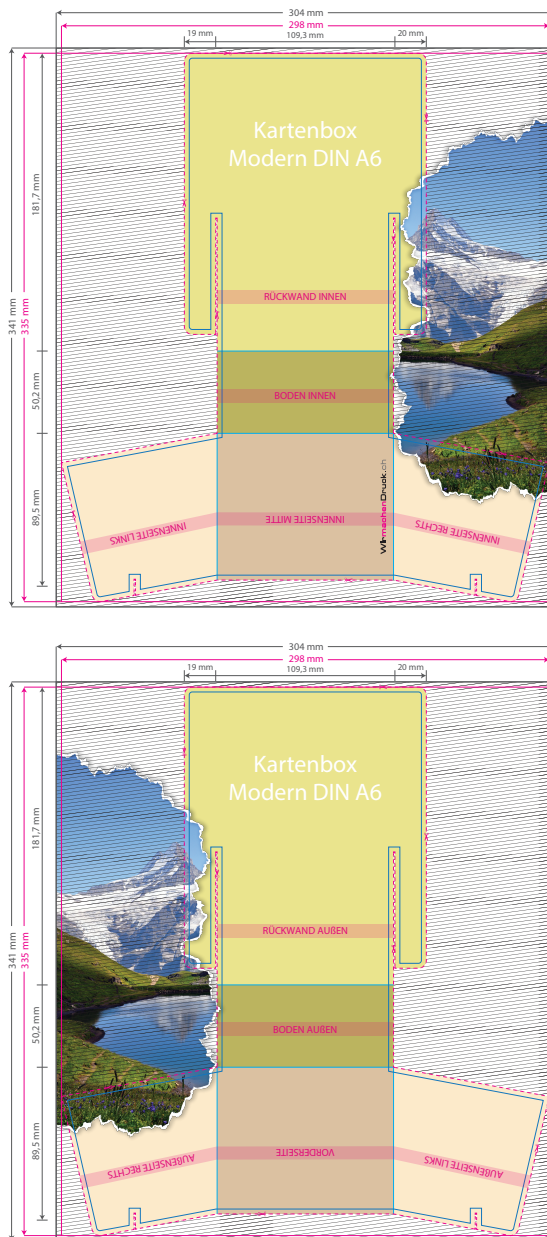 304 mm
298 mm
19 mm
109,3 mm
20 mm
Kartenbox
Modern DIN A6
181,7 mm
341 mm
335 mm
RÜCKWAND INNEN
50,2 mm
BODEN INNEN
89,5 mm
INNENSEITE LINKS
INNENSEITE MITTE
INNENSEITE RECHTS
WIRmachenDruck.ch
304 mm
298 mm
19 mm
109,3 mm
20 mm
Kartenbox
Modern DIN A6
181,7 mm
341 mm
335 mm
RÜCKWAND AUßEN
50,2 mm
BODEN AUßEN
89,5 mm
AUßENSEITE RECHTS
VORDERSEITE
AUßENSEITE LINKS